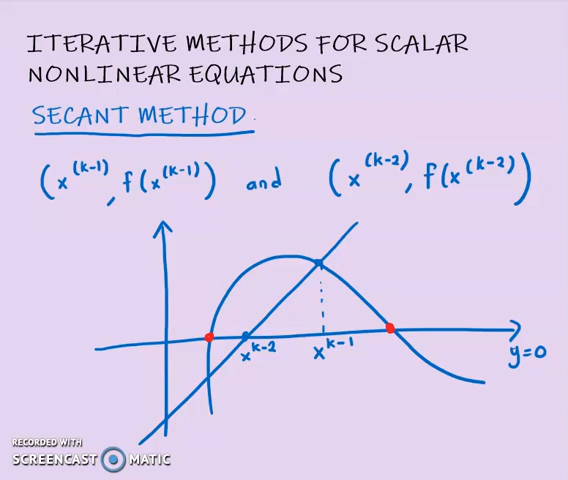 ITERATIVE METHODS FOR SCALAR
NONLINEAR EQUATIONS
SECANT METHOD.
(x^(k-1), f(x^(k-1))) and (x^(k-2), f(x^(k-2)))
x^k-2 x^k-1 y=0
RECORDED WITH
SCREENCAST MATIC